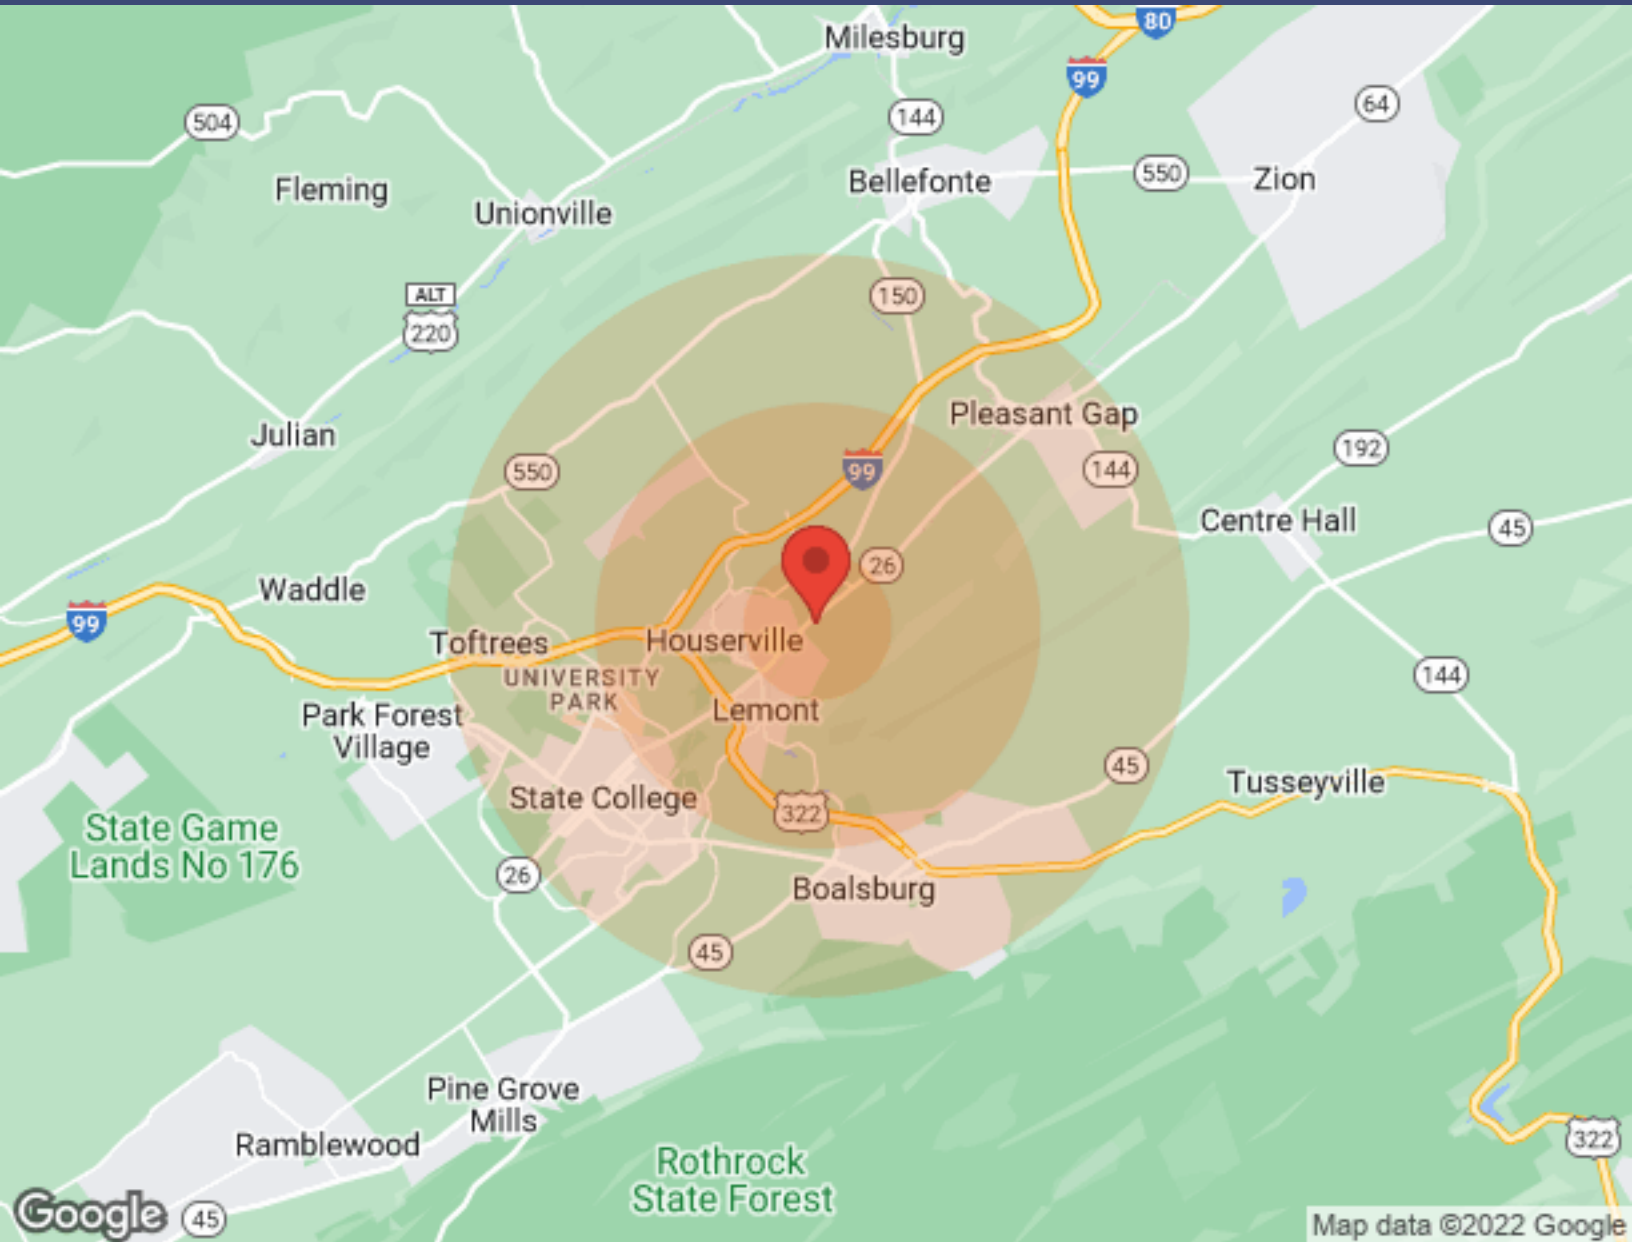 80
Milesburg
99
64
144
504
550
Zion
Bellefonte
Fleming
Unionville
ALT
220
150
Pleasant Gap
Julian
192
550
99
144
Centre Hall
45
26
Waddle
99
Toftrees
Houserville
144
UNIVERSITY
PARK
Lemont
Park Forest
Village
45
Tusseyville
State College
322
State Game
Lands No 176
26
Boalsburg
45
Pine Grove
Mills
Ramblewood
322
Rothrock
State Forest
Google
45
Map data ©2022 Google